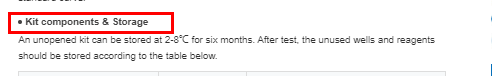 ● Kit components & Storage
An unopened kit can be stored at 2-8℃ for six months. After test, the unused wells and reagents
should be stored according to the table below.